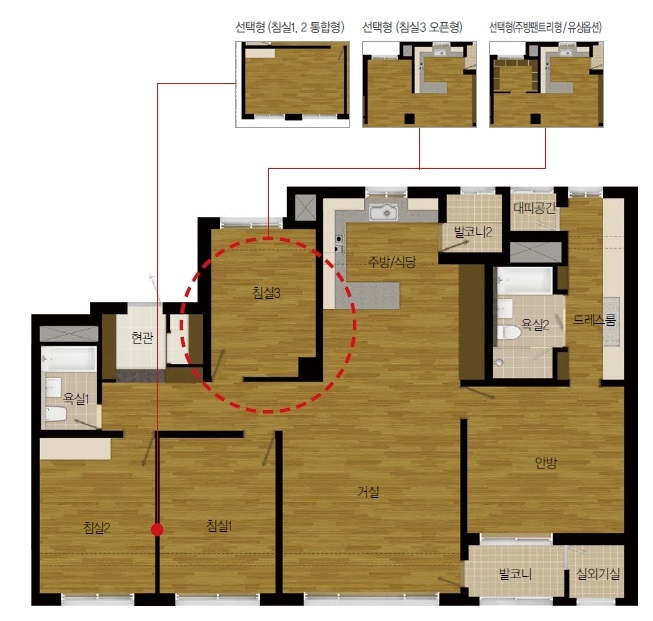 선택형 (침실1, 2 통합형)
선택형 (침실3 오픈형)
선택형(주방팬트리형 / 유상옵션)
대피공간
발코니2
주방/식당
침실3
현관
욕실2
드레스룸
욕실1
안방
거실
침실2
침실1
발코니
실외기실